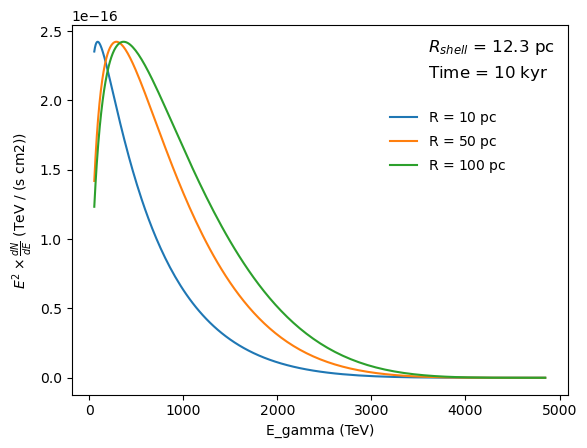 1e−16
R_shell = 12.3 pc
Time = 10 kyr
R = 10 pc
R = 50 pc
R = 100 pc
2.5
2.0
1.5
1.0
0.5
0.0
E² × dN/dE (TeV / (s cm2))
0 1000 2000 3000 4000 5000
E_gamma (TeV)